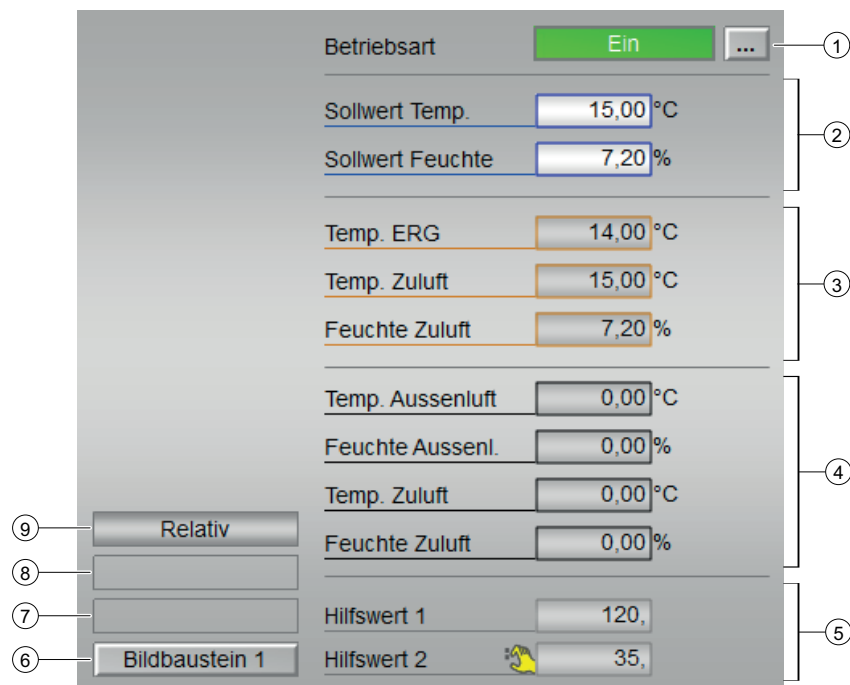 Betriebsart Ein ... 1
Sollwert Temp. 15,00 °C
2
Sollwert Feuchte 7,20 %
Temp. ERG 14,00 °C
Temp. Zuluft 15,00 °C 3
Feuchte Zuluft 7,20 %
Temp. Aussenluft 0,00 °C
Feuchte Aussenl. 0,00 %
4
Temp. Zuluft 0,00 °C
9 Relativ
Feuchte Zuluft 0,00 %
8
7
Hilfswert 1 120,
5
6 Bildbaustein 1
Hilfswert 2 35,